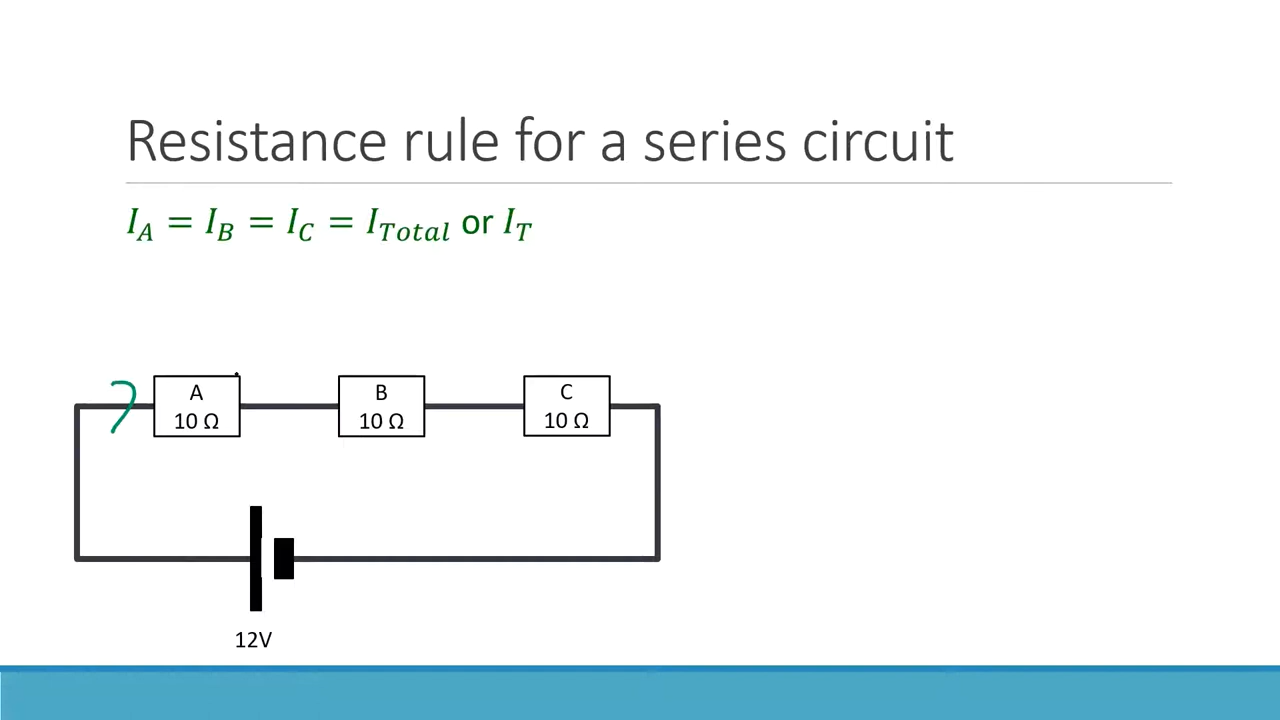 Resistance rule for a series circuit
I_A = I_B = I_C = I_Total or I_T
A
10 Ω
B
10 Ω
C
10 Ω
12V